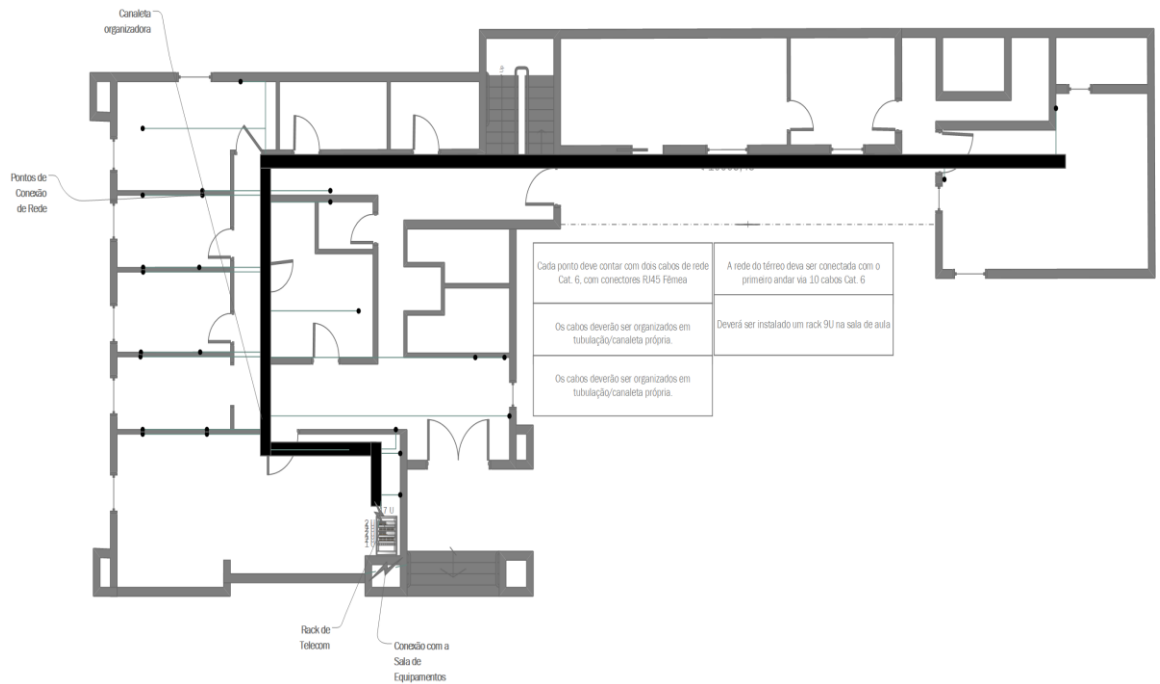 Canaleta
organizadora
Pontos de
Conexão
de Rede
Cada ponto deve contar com dois cabos de rede
Cat. 6, com conectores RJ45 Fêmea
A rede do térreo deva ser conectada com o
primeiro andar via 10 cabos Cat. 6
Os cabos deverão ser organizados em
tubulação/canaleta própria.
Deverá ser instalado um rack 9U na sala de aula
Os cabos deverão ser organizados em
tubulação/canaleta própria.
7 U
Rack de
Telecom
Conexão com a
Sala de
Equipamentos